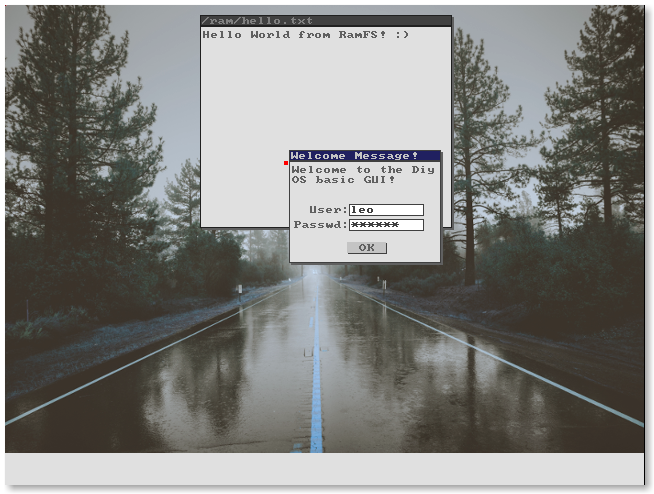 /ram/hello.txt
Hello World from RamFS! :)
Welcome Message!
Welcome to the Diy
OS basic GUI!
User: leo
Passwd: ******
OK